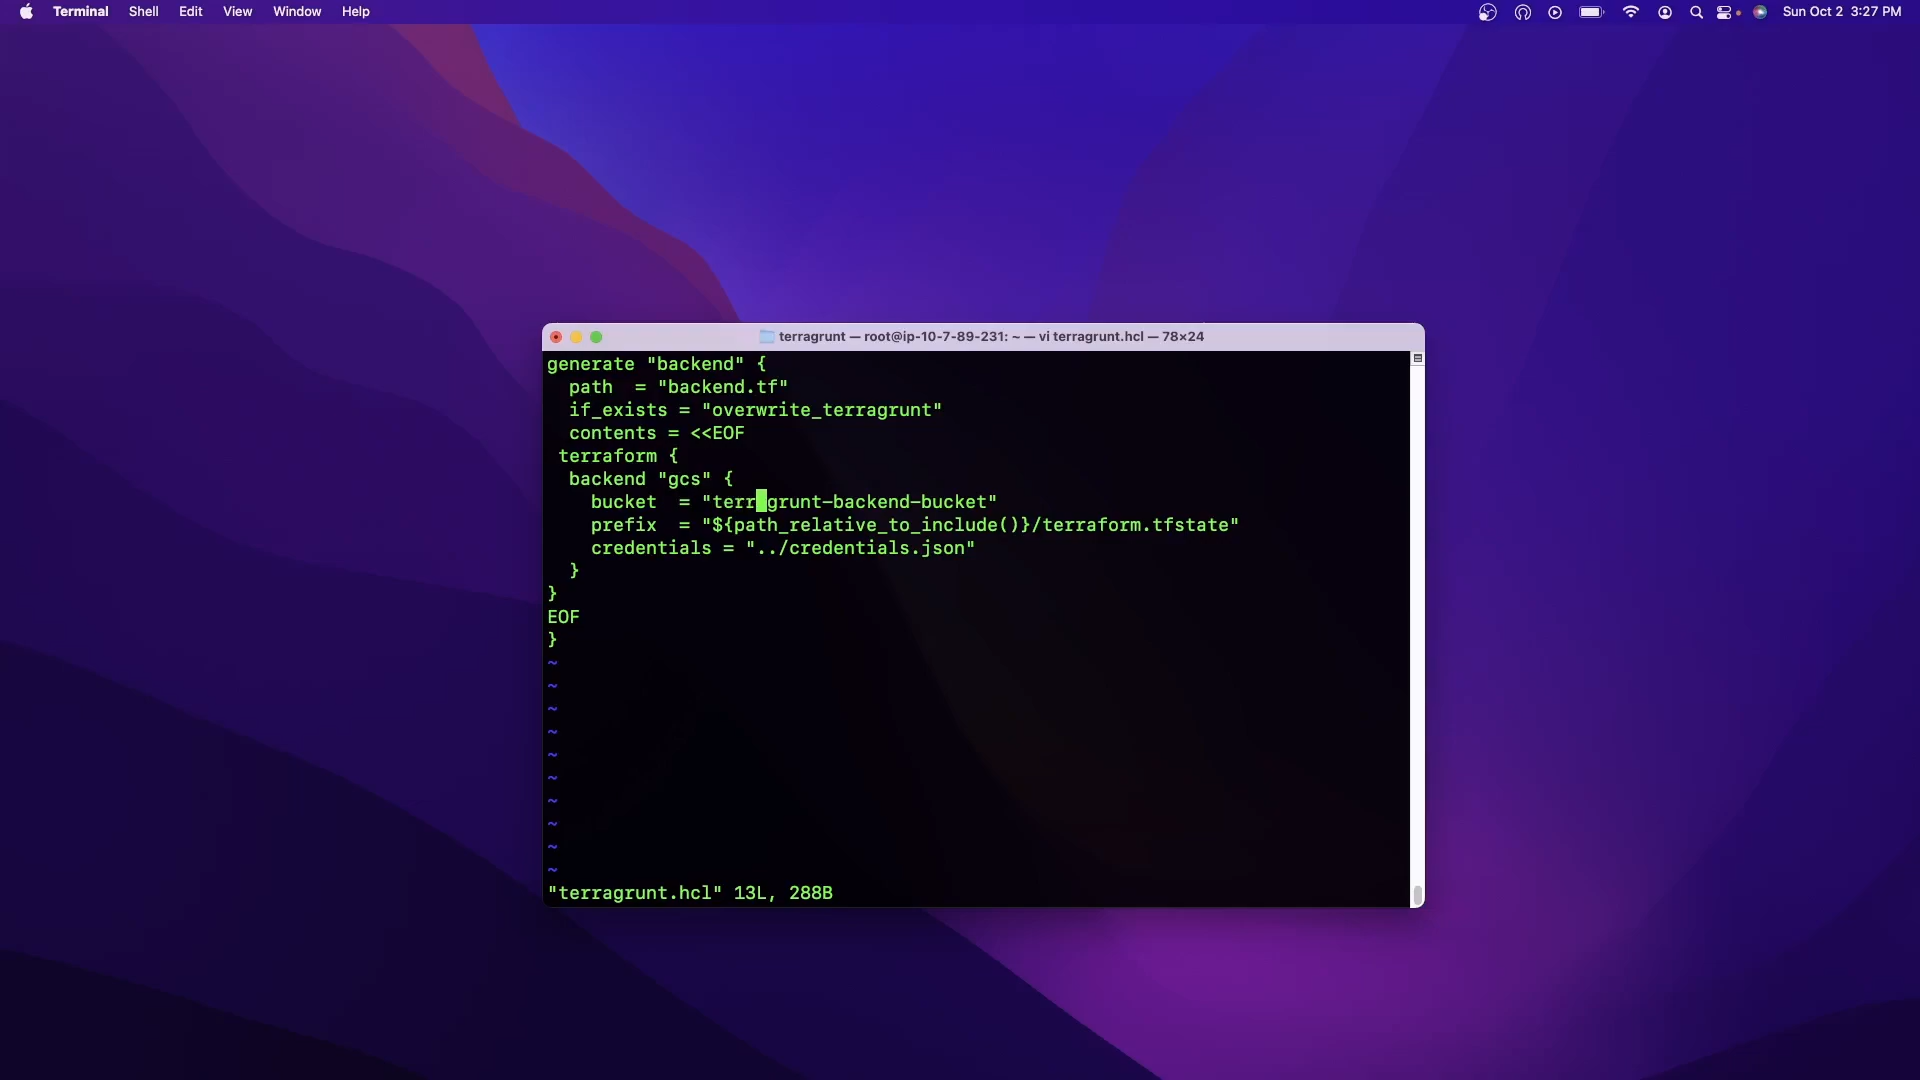 Terminal Shell Edit View Window Help Sun Oct 2 3:27 PM
terragrunt — root@ip-10-7-89-231: ~ — vi terragrunt.hcl — 78×24
generate "backend" {
  path  = "backend.tf"
  if_exists = "overwrite_terragrunt"
  contents = <<EOF
 terraform {
  backend "gcs" {
    bucket  = "terragrunt-backend-bucket"
    prefix  = "${path_relative_to_include()}/terraform.tfstate"
    credentials = "../credentials.json"
  }
}
EOF
}
~
~
~
~
~
~
~
~
~
~
"terragrunt.hcl" 13L, 288B